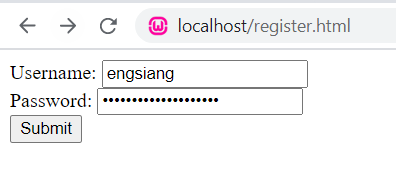 localhost/register.html
Username: engsiang
Password: ••••••••••••••••••••
Submit